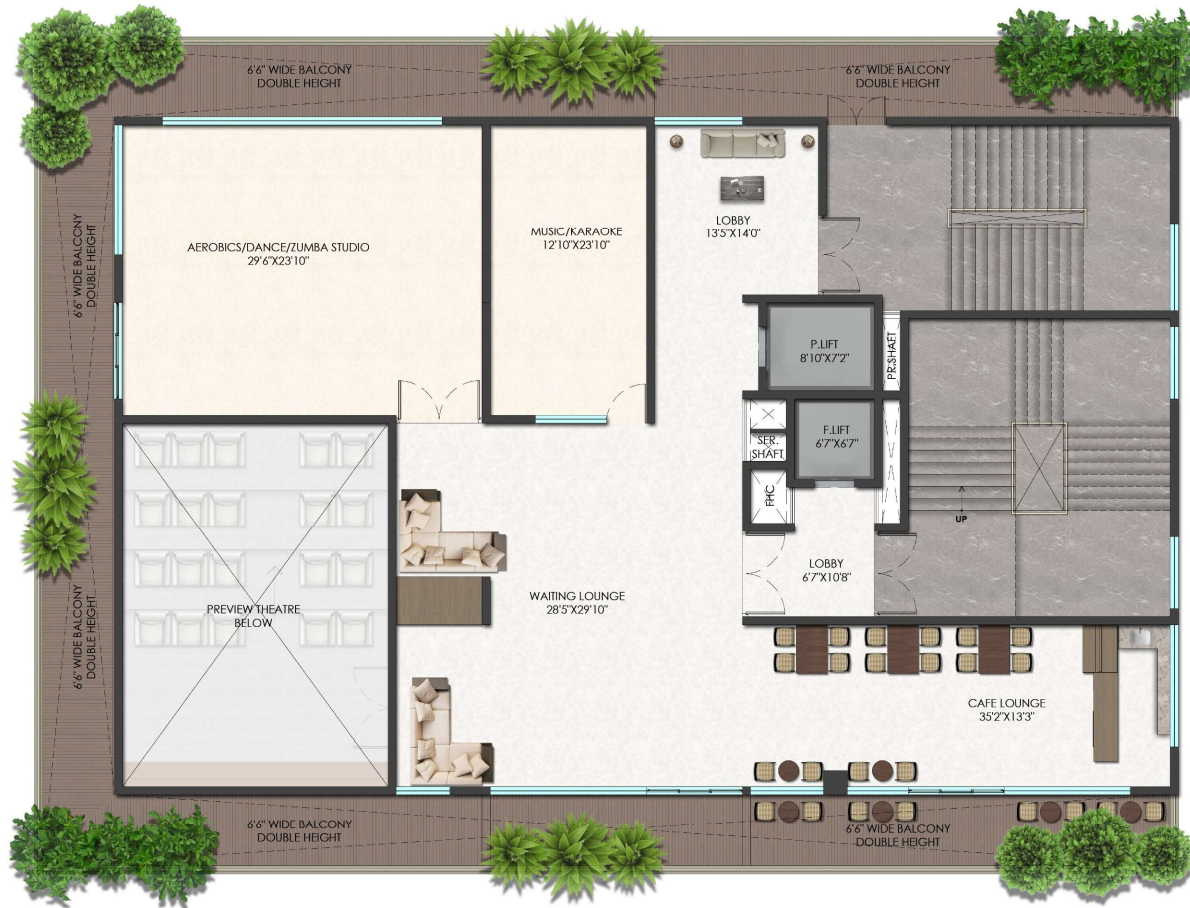 6'6" WIDE BALCONY
DOUBLE HEIGHT
6'6" WIDE BALCONY
DOUBLE HEIGHT
6'6" WIDE BALCONY
DOUBLE HEIGHT
AEROBICS/DANCE/ZUMBA STUDIO
29'6"X23'10"
MUSIC/KARAOKE
12'10"X23'10"
LOBBY
13'5"X14'0"
P.LIFT
8'10"X7'2"
PR.SHAFT
F.LIFT
6'7"X6'7"
SER.
SHAFT
FHC
UP
LOBBY
6'7"X10'8"
PREVIEW THEATRE
BELOW
WAITING LOUNGE
28'5"X29'10"
6'6" WIDE BALCONY
DOUBLE HEIGHT
CAFE LOUNGE
35'2"X13'3"
6'6" WIDE BALCONY
DOUBLE HEIGHT
6'6" WIDE BALCONY
DOUBLE HEIGHT